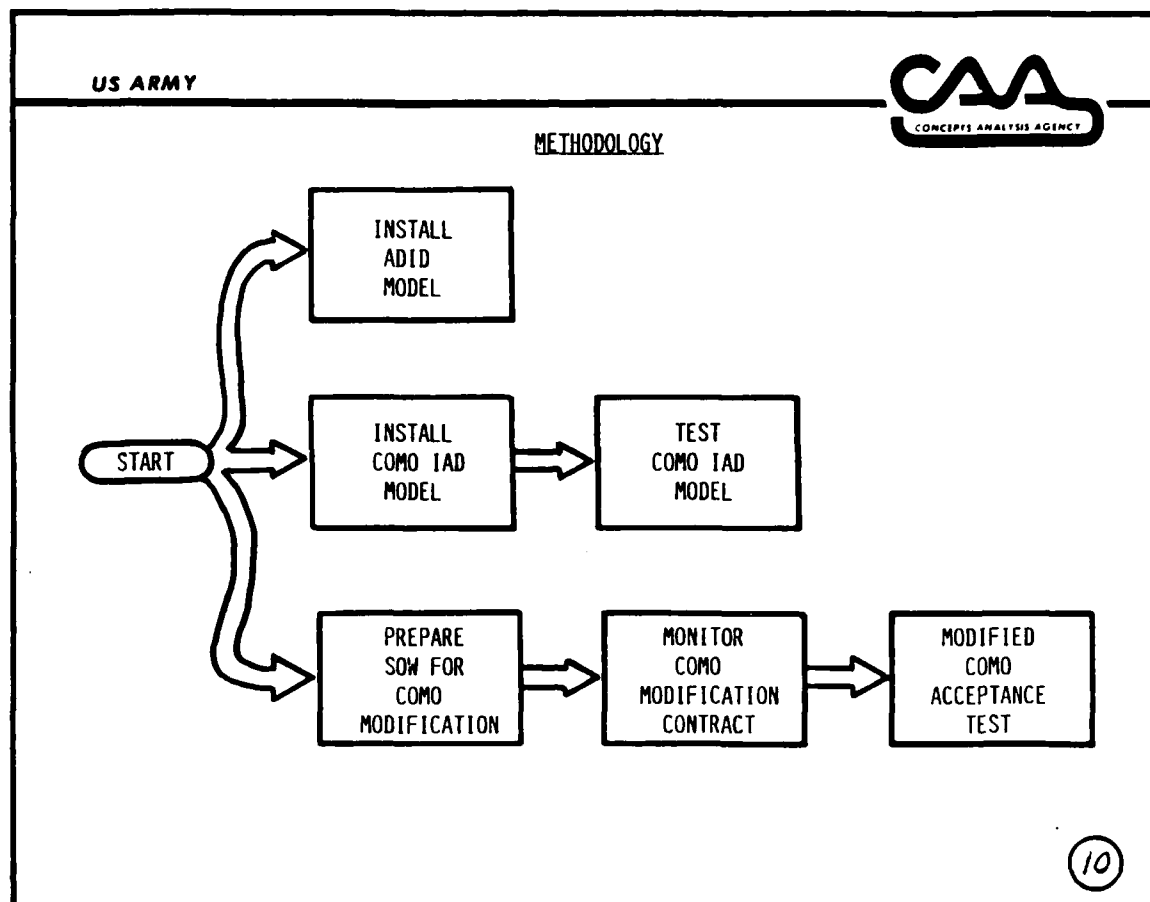 US ARMY
CAA
CONCEPTS ANALYSIS AGENCY
METHODOLOGY
INSTALL
ADID
MODEL
START
INSTALL
COMO IAD
MODEL
TEST
COMO IAD
MODEL
PREPARE
SOW FOR
COMO
MODIFICATION
MONITOR
COMO
MODIFICATION
CONTRACT
MODIFIED
COMO
ACCEPTANCE
TEST
10